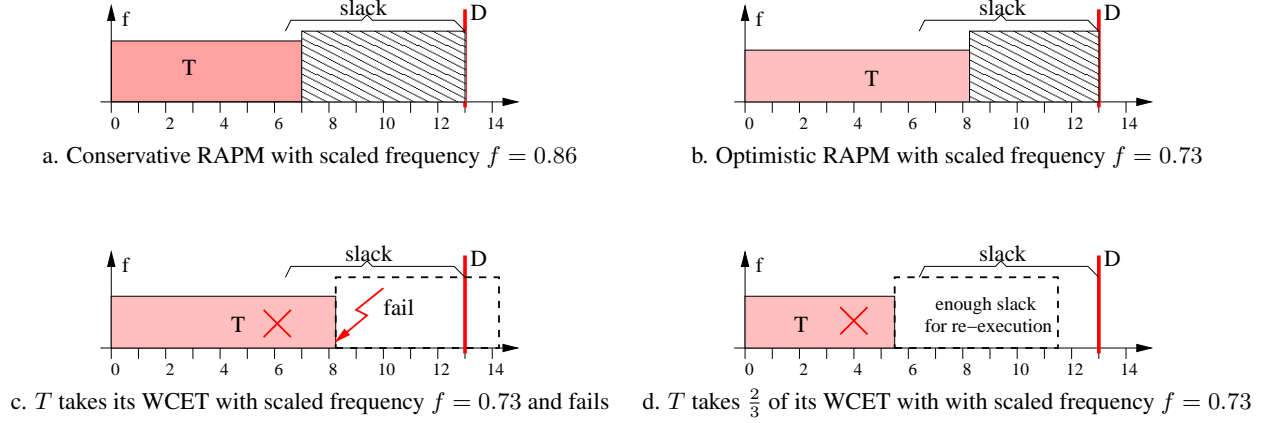 slack
f
D
T
0 2 4 6 8 10 12 14
a. Conservative RAPM with scaled frequency f = 0.86
slack
f
D
T
0 2 4 6 8 10 12 14
b. Optimistic RAPM with scaled frequency f = 0.73
slack
f
D
fail
T
0 2 4 6 8 10 12 14
c. T takes its WCET with scaled frequency f = 0.73 and fails
slack
f
D
enough slack
for re−execution
T
0 2 4 6 8 10 12 14
d. T takes 2/3 of its WCET with with scaled frequency f = 0.73